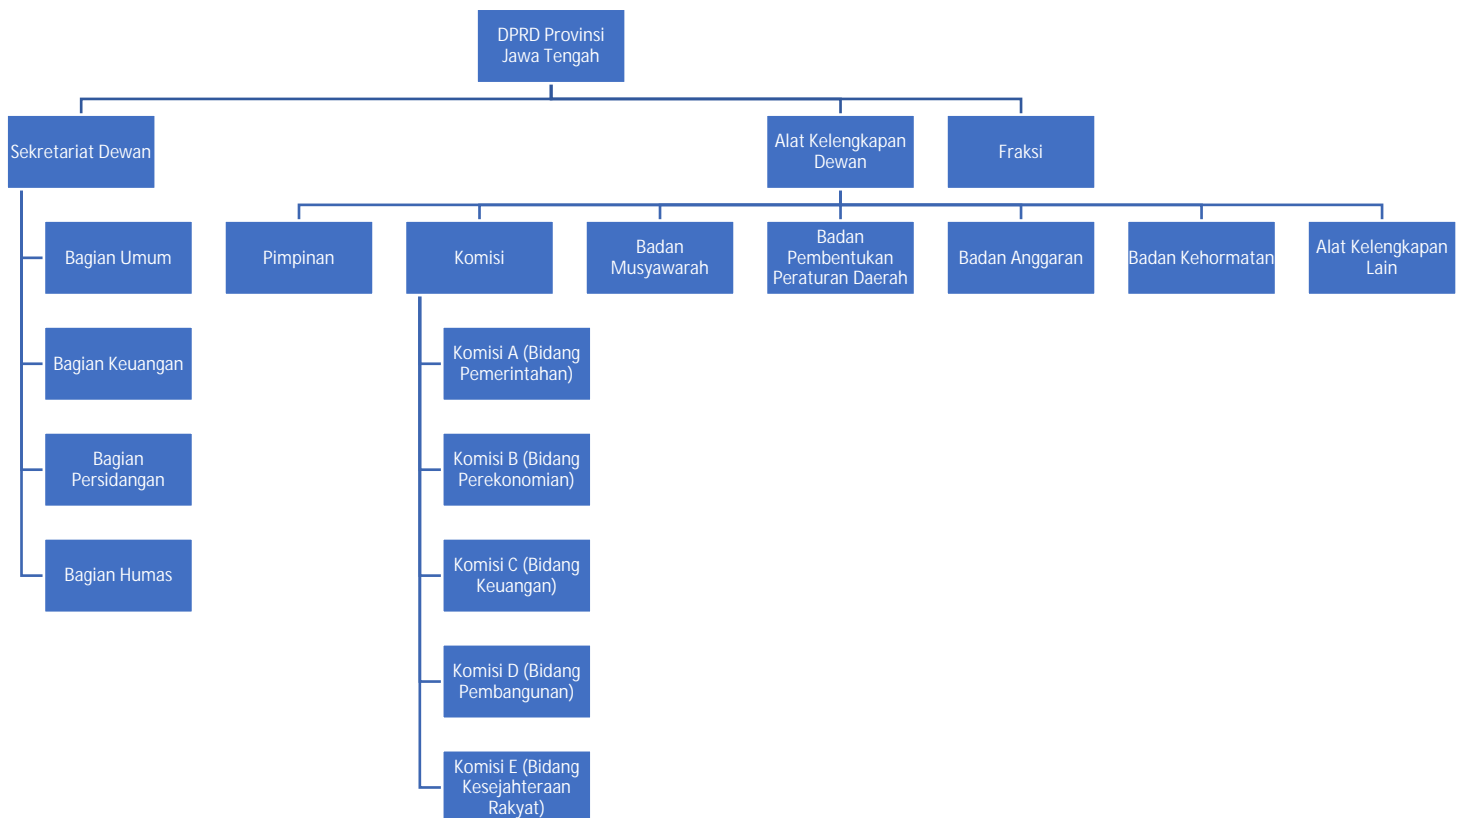 DPRD Provinsi
Jawa Tengah
Sekretariat Dewan
Alat Kelengkapan
Dewan
Fraksi
Bagian Umum
Pimpinan
Komisi
Badan
Musyawarah
Badan
Pembentukan
Peraturan Daerah
Badan Anggaran
Badan Kehormatan
Alat Kelengkapan
Lain
Bagian Keuangan
Komisi A (Bidang
Pemerintahan)
Bagian
Persidangan
Komisi B (Bidang
Perekonomian)
Bagian Humas
Komisi C (Bidang
Keuangan)
Komisi D (Bidang
Pembangunan)
Komisi E (Bidang
Kesejahteraan
Rakyat)